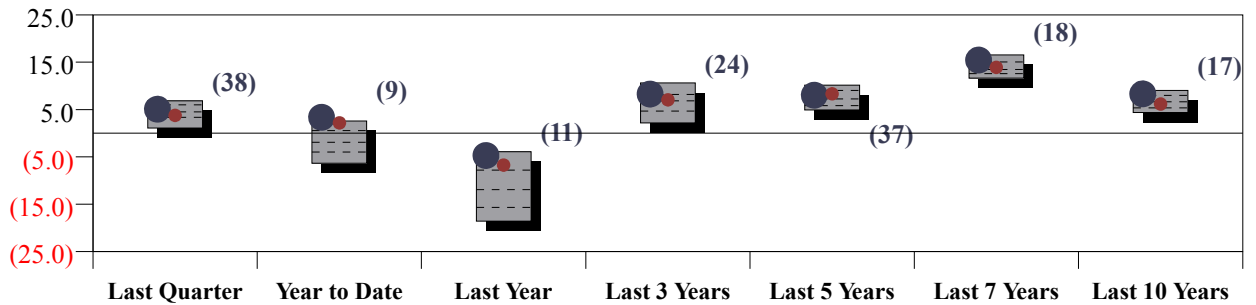 25.0
15.0
5.0
(5.0)
(15.0)
(25.0)
(38)
(9)
(11)
(24)
(37)
(18)
(17)
Last Quarter
Year to Date
Last Year
Last 3 Years
Last 5 Years
Last 7 Years
Last 10 Years